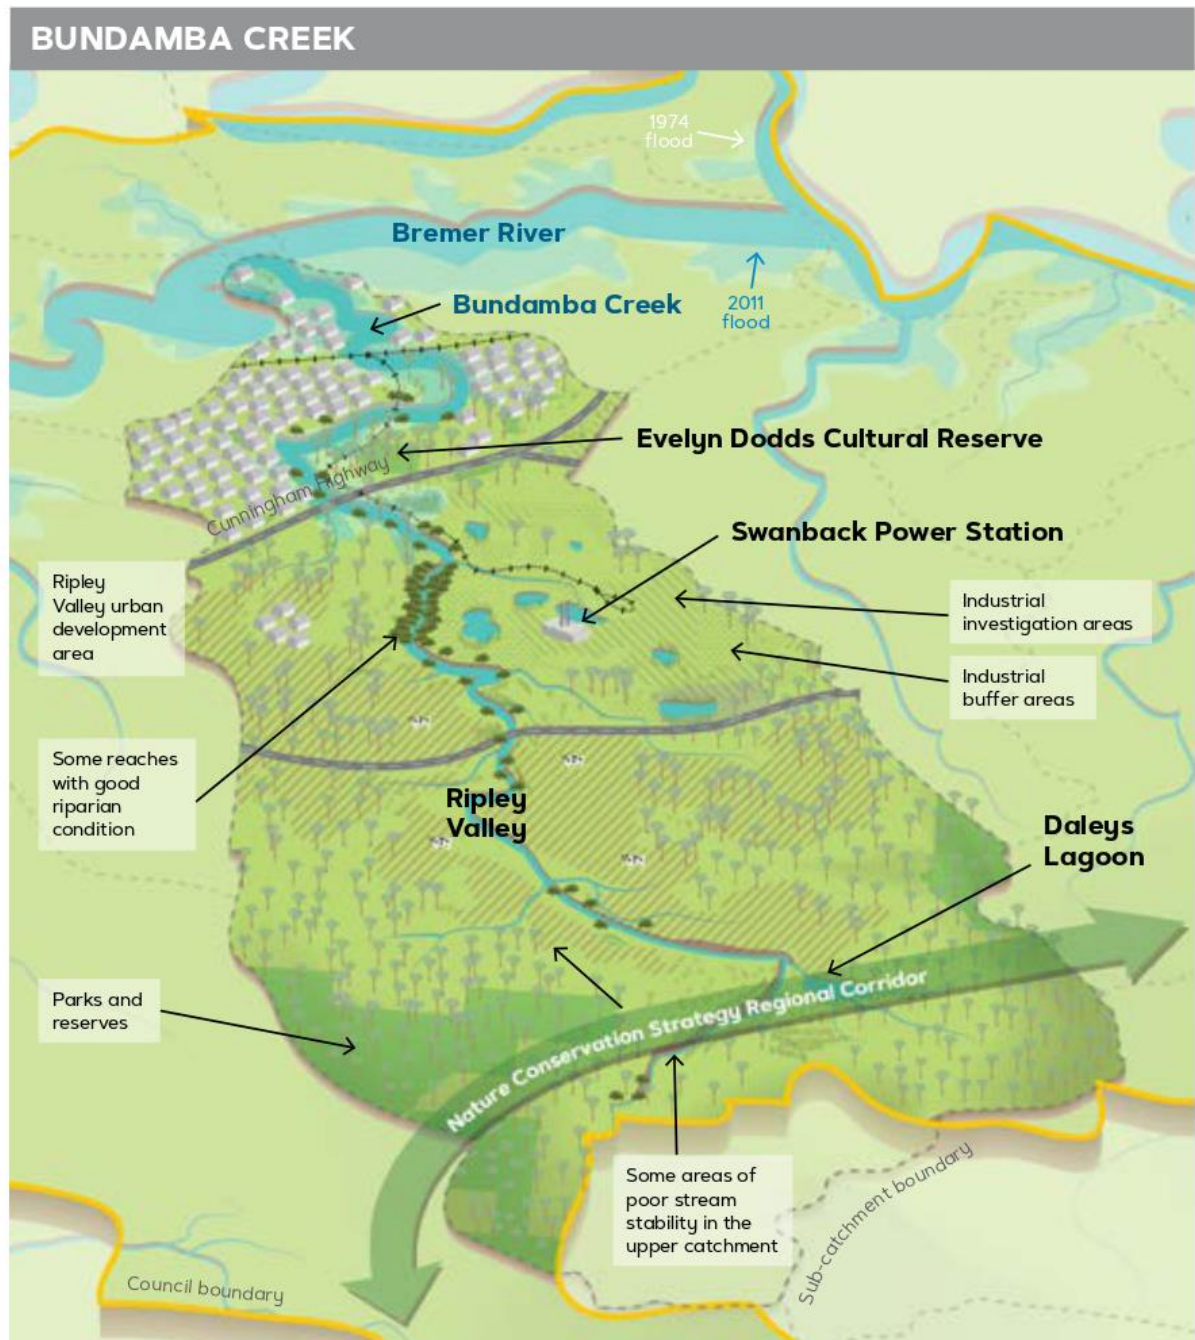 BUNDAMBA CREEK
1974
flood
Bremer River
Bundamba Creek
2011
flood
Evelyn Dodds Cultural Reserve
Cunningham Highway
Swanback Power Station
Ripley
Valley urban
development
area
Industrial
investigation areas
Industrial
buffer areas
Some reaches
with good
riparian
condition
Ripley
Valley
Daleys
Lagoon
Parks and
reserves
Nature Conservation Strategy Regional Corridor
Some areas of
poor stream
stability in the
upper catchment
Sub-catchment boundary
Council boundary